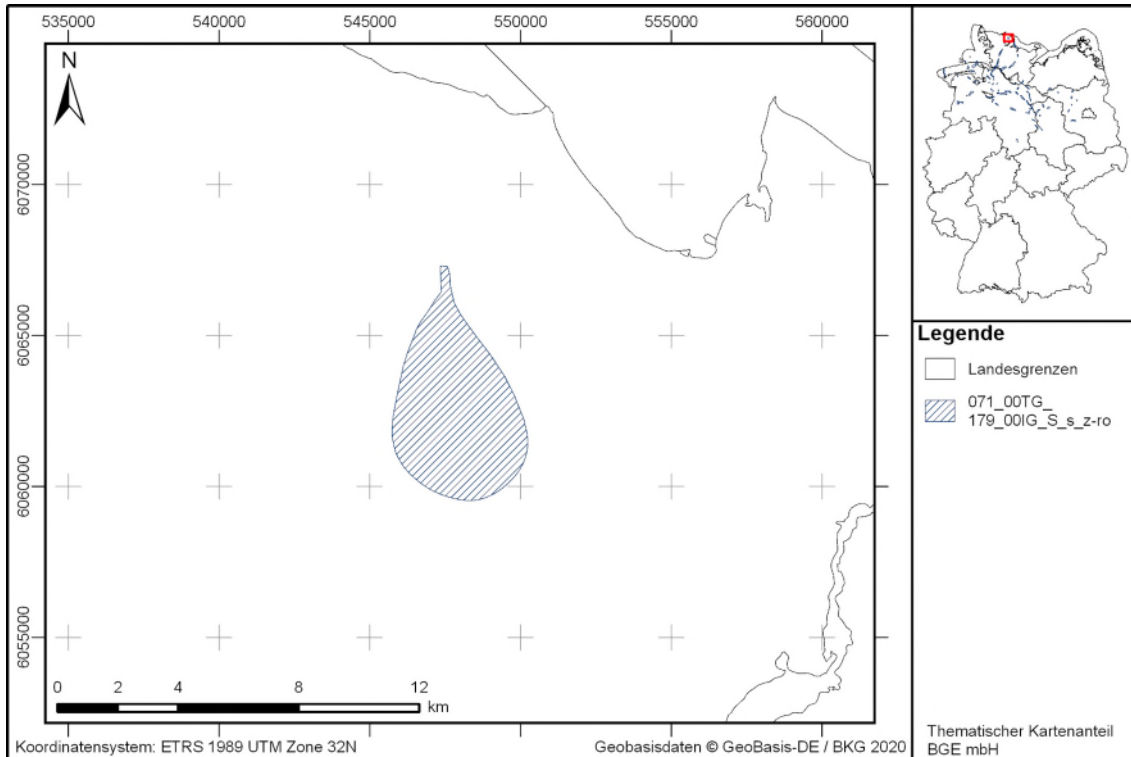 535000 540000 545000 550000 555000 560000
N
6070000
6065000
6060000
6055000
0 2 4 8 12
km
Koordinatensystem: ETRS 1989 UTM Zone 32N
Geobasisdaten © GeoBasis-DE / BKG 2020
Legende
Landesgrenzen
071_00TG_
179_00IG_S_s_z-ro
Thematischer Kartenanteil
BGE mbH